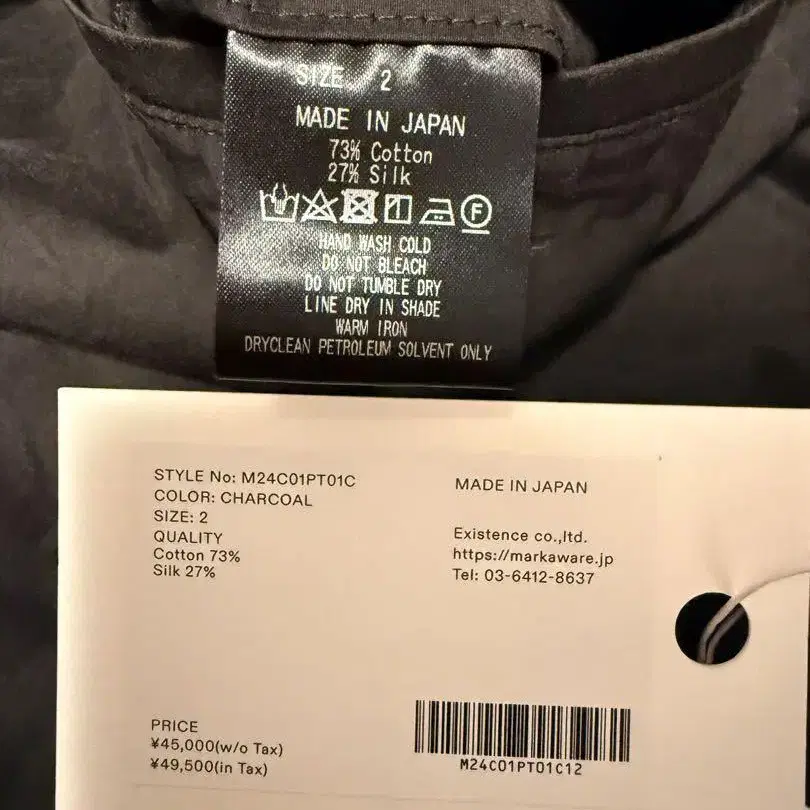 SIZE 2
MADE IN JAPAN
73% Cotton
27% Silk
F
HAND WASH COLD
DO NOT BLEACH
DO NOT TUMBLE DRY
LINE DRY IN SHADE
WARM IRON
DRYCLEAN PETROLEUM SOLVENT ONLY
STYLE No: M24C01PT01C
COLOR: CHARCOAL
SIZE: 2
QUALITY
Cotton 73%
Silk 27%
MADE IN JAPAN
Existence co.,ltd.
https://markaware.jp
Tel: 03-6412-8637
PRICE
¥45,000(w/o Tax)
¥49,500(in Tax)
M24C01PT01C12